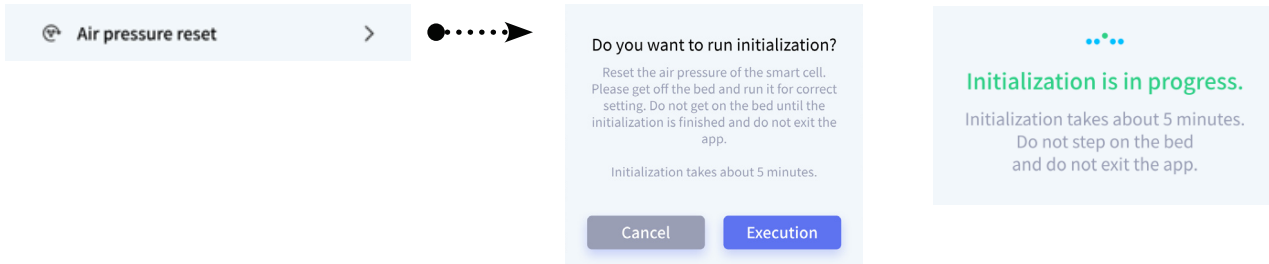 Air pressure reset
Do you want to run initialization?
Reset the air pressure of the smart cell.
Please get off the bed and run it for correct
setting. Do not get on the bed until the
initialization is finished and do not exit the
app.
Initialization takes about 5 minutes.
Cancel
Execution
Initialization is in progress.
Initialization takes about 5 minutes.
Do not step on the bed
and do not exit the app.